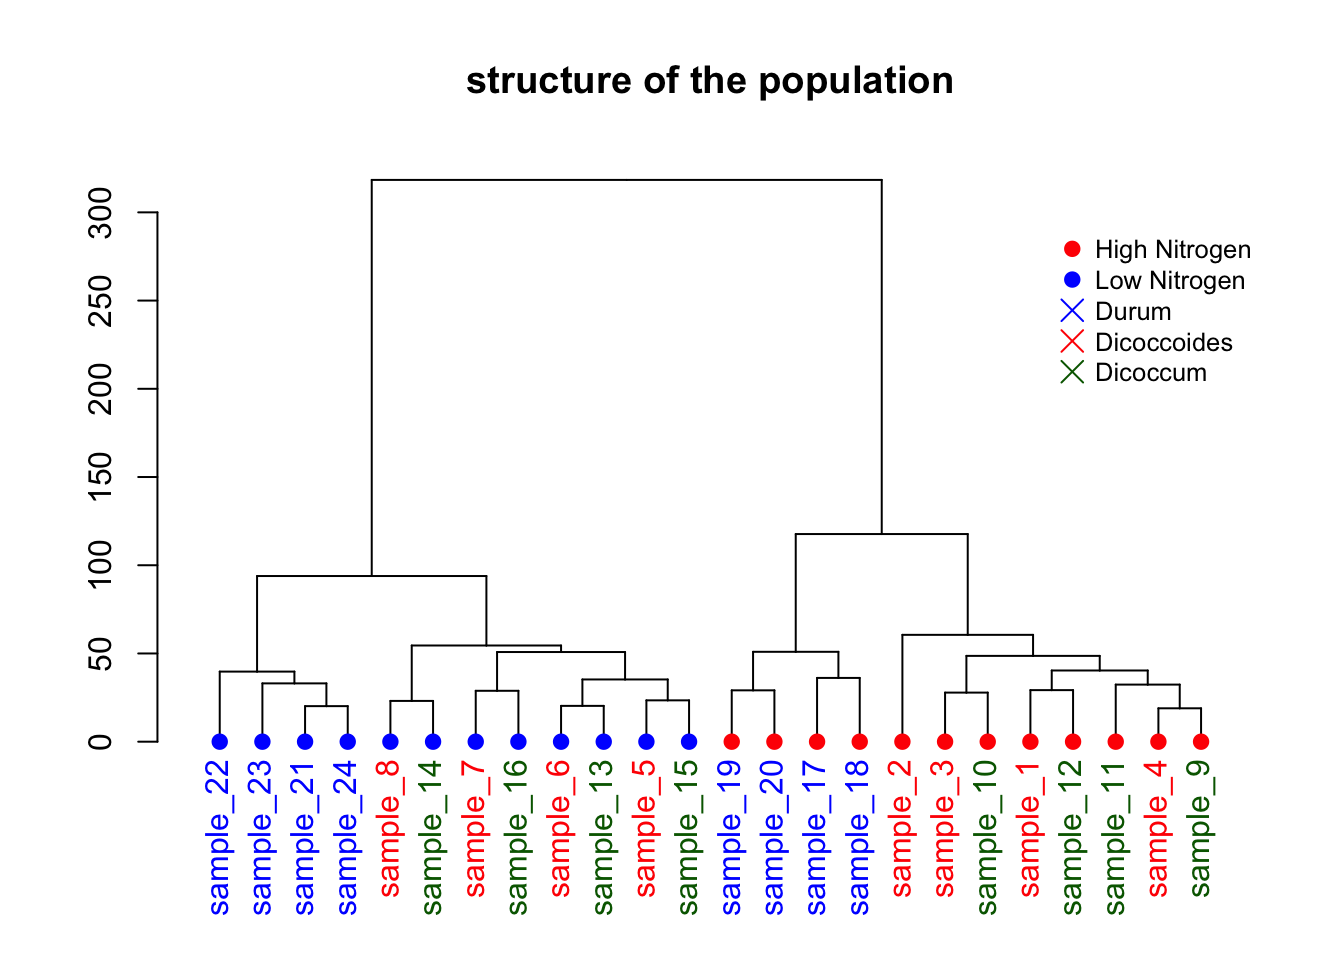 structure of the population
300
250
200
150
100
50
0
High Nitrogen
Low Nitrogen
Durum
Dicoccoides
Dicoccum
sample_22
sample_23
sample_21
sample_24
sample_8
sample_14
sample_7
sample_16
sample_6
sample_13
sample_5
sample_15
sample_19
sample_20
sample_17
sample_18
sample_2
sample_3
sample_10
sample_1
sample_12
sample_11
sample_4
sample_9